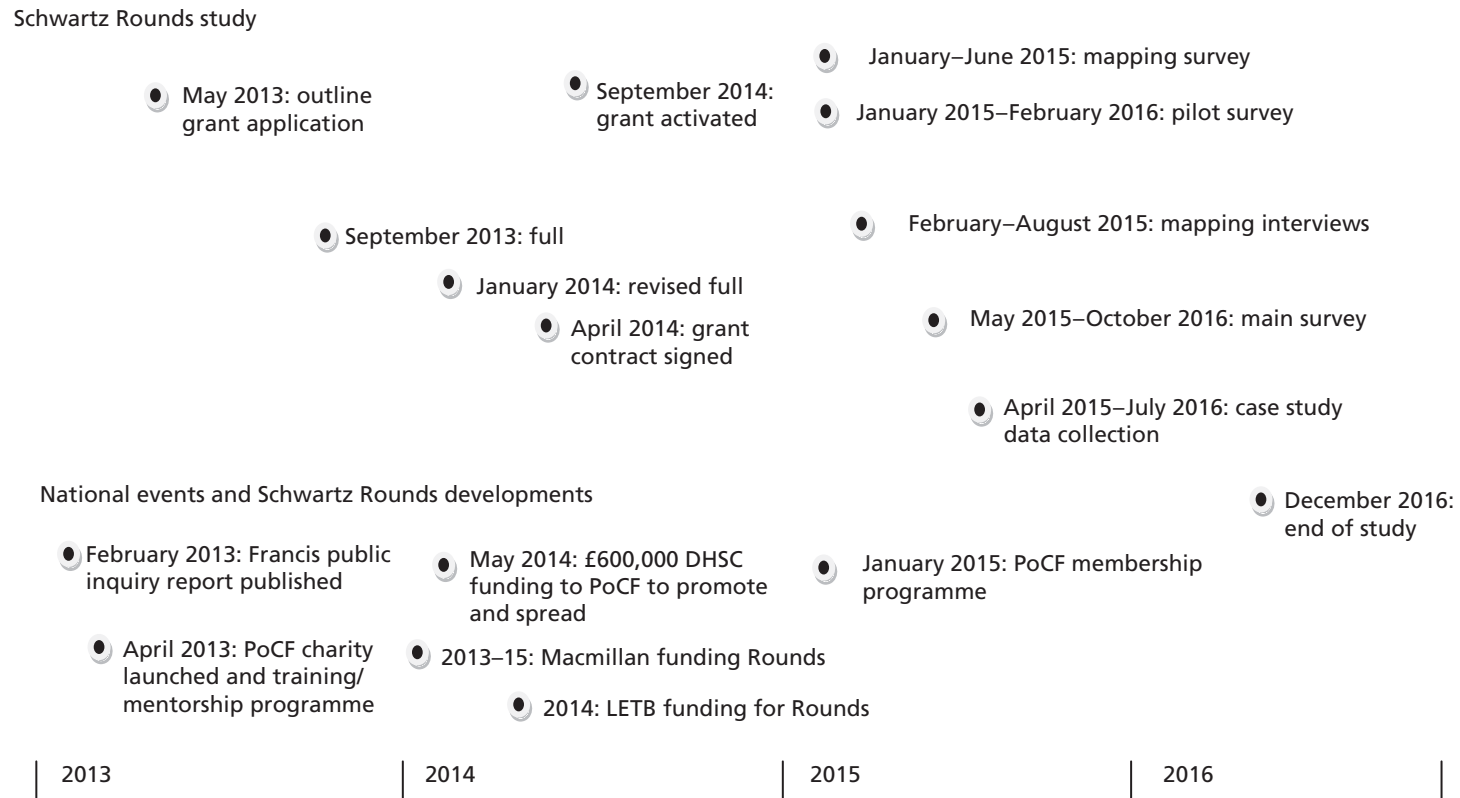 Schwartz Rounds study
May 2013: outline
grant application
September 2014:
grant activated
January–June 2015: mapping survey
January 2015–February 2016: pilot survey
September 2013: full
January 2014: revised full
April 2014: grant
contract signed
February–August 2015: mapping interviews
May 2015–October 2016: main survey
April 2015–July 2016: case study
data collection
December 2016:
end of study
National events and Schwartz Rounds developments
February 2013: Francis public
inquiry report published
April 2013: PoCF charity
launched and training/
mentorship programme
May 2014: £600,000 DHSC
funding to PoCF to promote
and spread
2013–15: Macmillan funding Rounds
2014: LETB funding for Rounds
January 2015: PoCF membership
programme
2013
2014
2015
2016